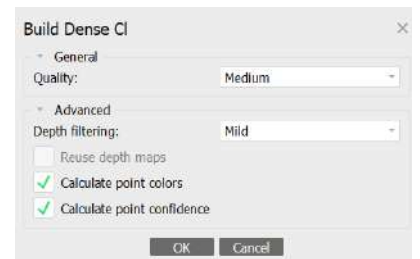 Build Dense Cl
General
Quality: Medium
Advanced
Depth filtering: Mild
Reuse depth maps
Calculate point colors
Calculate point confidence
OK Cancel